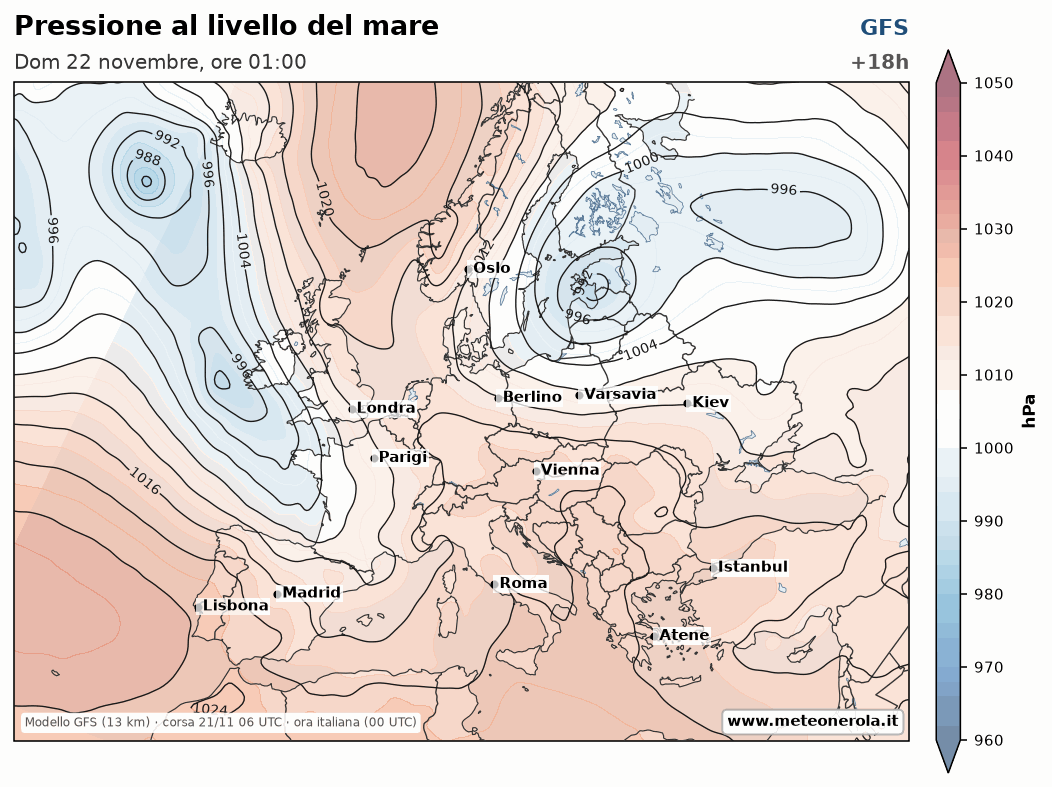 Pressione al livello del mare
GFS
Dom 22 novembre, ore 01:00
+18h
992
988
996
996
1004
1020
1000
996
1012
Oslo
992
996
1004
996
Berlino
Varsavia
Kiev
Londra
Parigi
Vienna
1016
Roma
Istanbul
Madrid
Lisbona
Atene
1024
Modello GFS (13 km) · corsa 21/11 06 UTC · ora italiana (00 UTC)
www.meteonerola.it
1050
1040
1030
1020
1010
1000
990
980
970
960
hPa